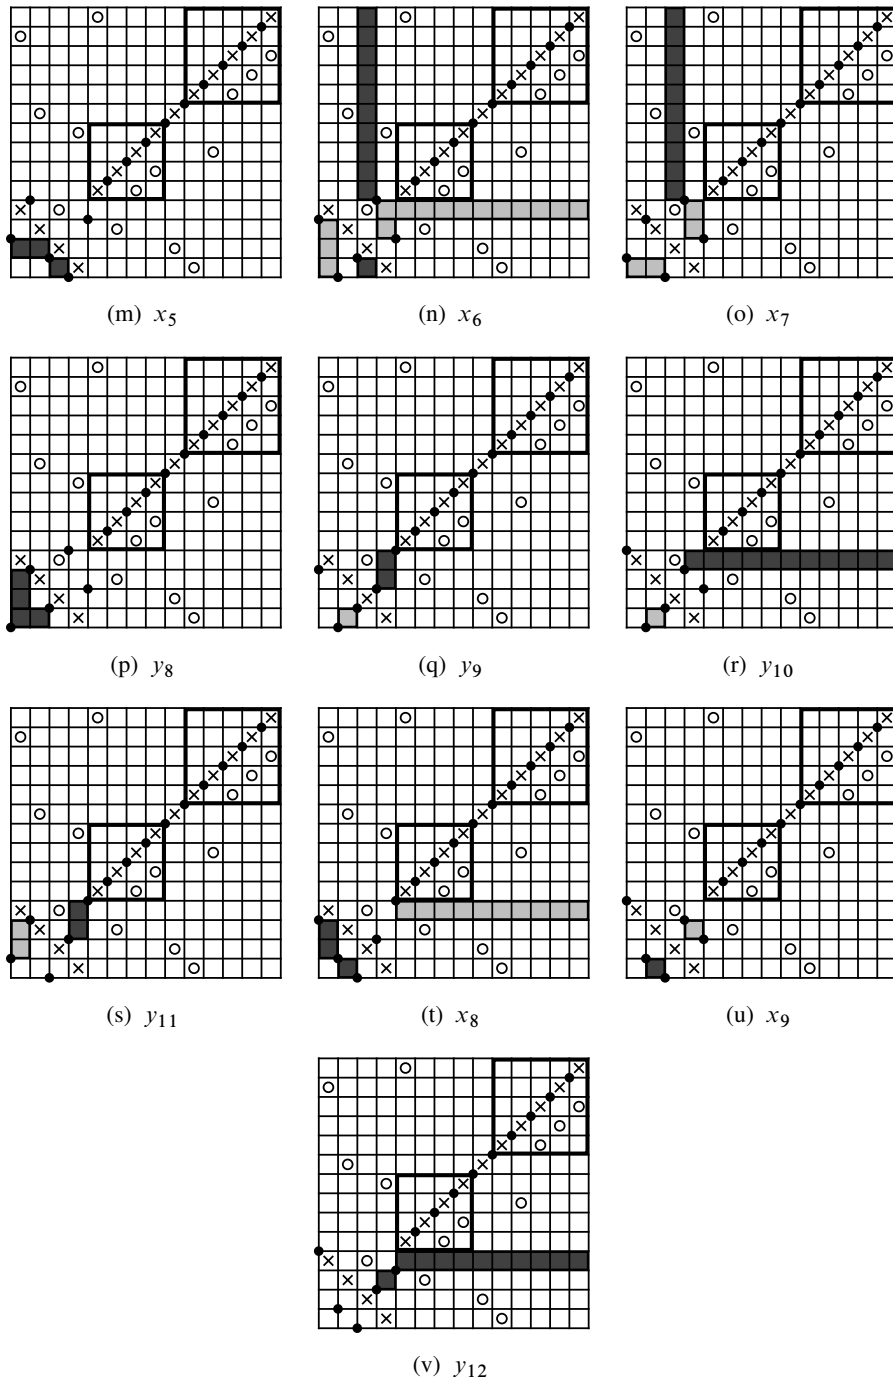 (m) x₅ (n) x₆ (o) x₇
(p) y₈ (q) y₉ (r) y₁₀
(s) y₁₁ (t) x₈ (u) x₉
(v) y₁₂